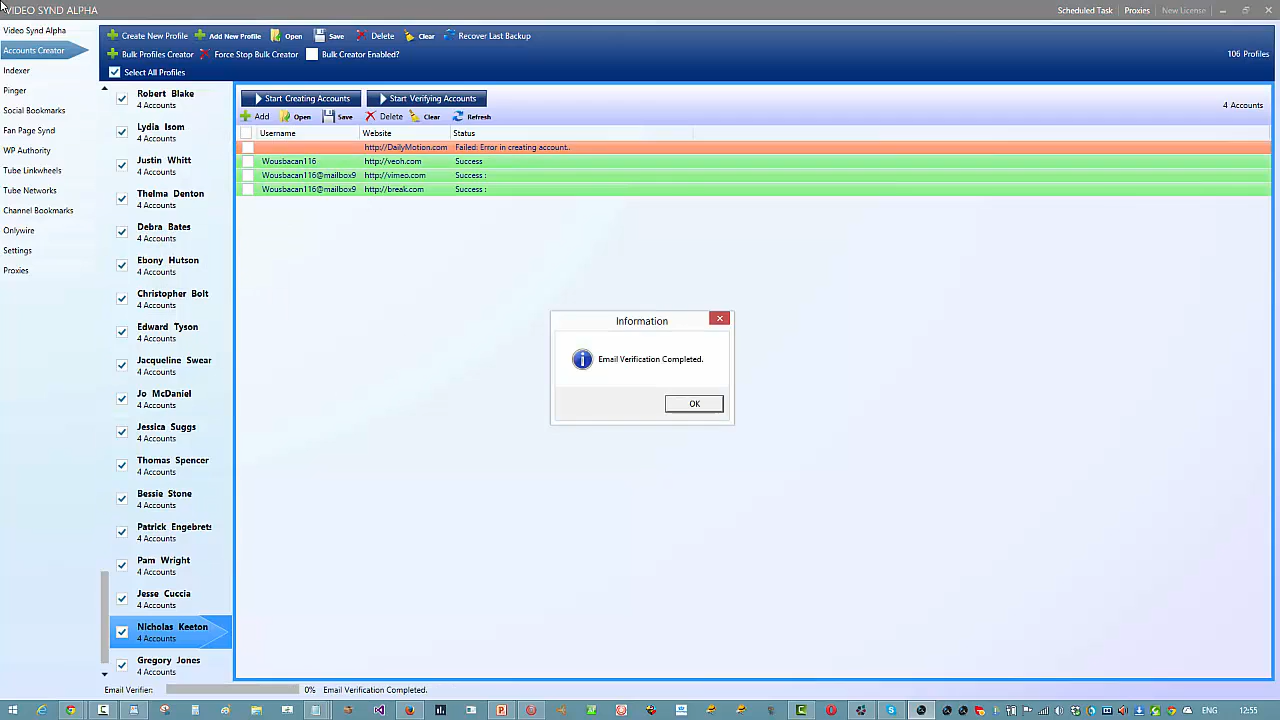 VIDEO SYND ALPHA
Scheduled Task Proxies New License
Video Synd Alpha
Accounts Creator
Indexer
Pinger
Social Bookmarks
Fan Page Synd
WP Authority
Tube Linkwheels
Tube Networks
Channel Bookmarks
Onlywire
Settings
Proxies
Create New Profile Add New Profile Open Save Delete Clear Recover Last Backup
Bulk Profiles Creator Force Stop Bulk Creator Bulk Creator Enabled?
106 Profiles
Select All Profiles
Robert Blake
4 Accounts
Lydia Isom
4 Accounts
Justin Whitt
4 Accounts
Thelma Denton
4 Accounts
Debra Bates
4 Accounts
Ebony Hutson
4 Accounts
Christopher Bolt
4 Accounts
Edward Tyson
4 Accounts
Jacqueline Swear
4 Accounts
Jo McDaniel
4 Accounts
Jessica Suggs
4 Accounts
Thomas Spencer
4 Accounts
Bessie Stone
4 Accounts
Patrick Engebrets
4 Accounts
Pam Wright
4 Accounts
Jesse Cuccia
4 Accounts
Nicholas Keeton
4 Accounts
Gregory Jones
4 Accounts
Start Creating Accounts Start Verifying Accounts
4 Accounts
Add Open Save Delete Clear Refresh
Username Website Status
http://DailyMotion.com Failed: Error in creating account..
Wousbacan116 http://veoh.com Success
Wousbacan116@mailbox9 http://vimeo.com Success :
Wousbacan116@mailbox9 http://break.com Success :
Information
Email Verification Completed.
OK
Email Verifier: 0% Email Verification Completed.
ENG 12:55